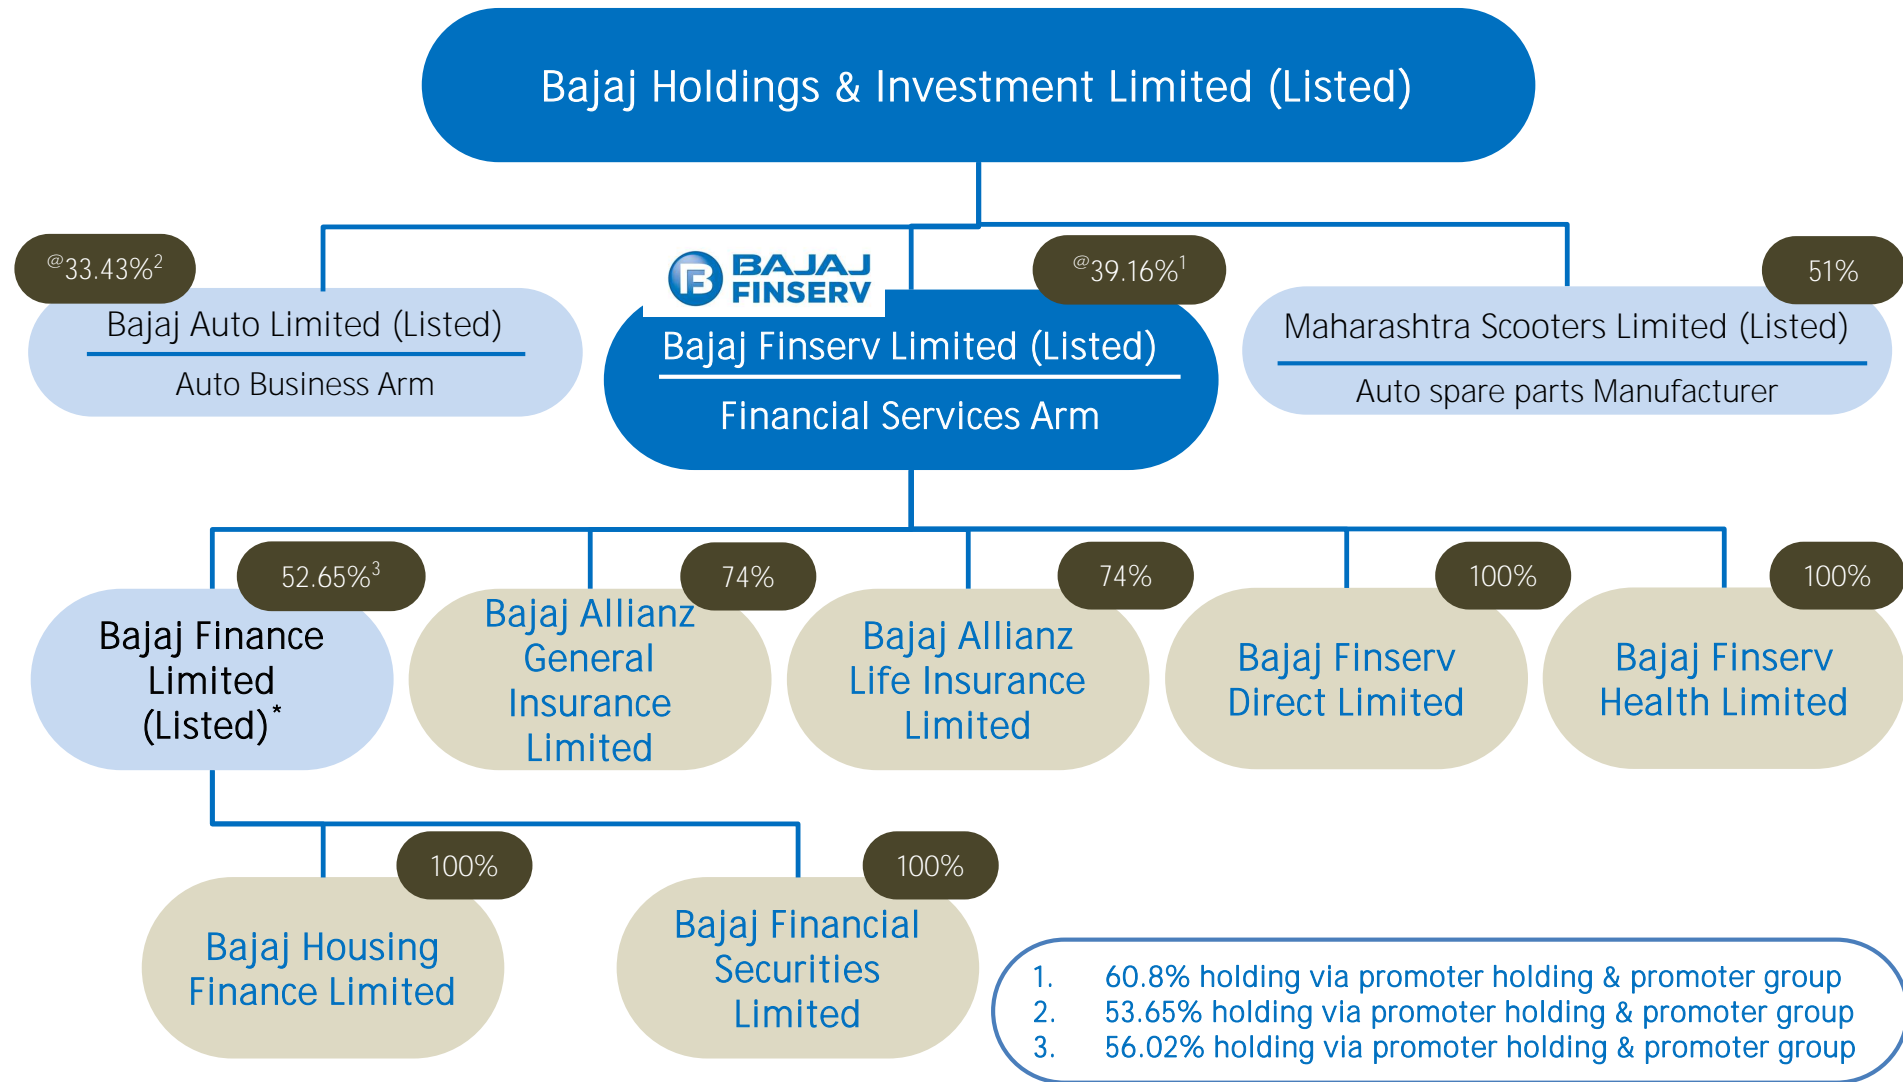 Bajaj Holdings & Investment Limited (Listed)
@33.43%2
Bajaj Auto Limited (Listed)
Auto Business Arm
BAJAJ
FINSERV
@39.16%1
Bajaj Finserv Limited (Listed)
Financial Services Arm
51%
Maharashtra Scooters Limited (Listed)
Auto spare parts Manufacturer
52.65%3
Bajaj Finance
Limited
(Listed)*
74%
Bajaj Allianz
General
Insurance
Limited
74%
Bajaj Allianz
Life Insurance
Limited
100%
Bajaj Finserv
Direct Limited
100%
Bajaj Finserv
Health Limited
100%
Bajaj Housing
Finance Limited
100%
Bajaj Financial
Securities
Limited
1. 60.8% holding via promoter holding & promoter group
2. 53.65% holding via promoter holding & promoter group
3. 56.02% holding via promoter holding & promoter group